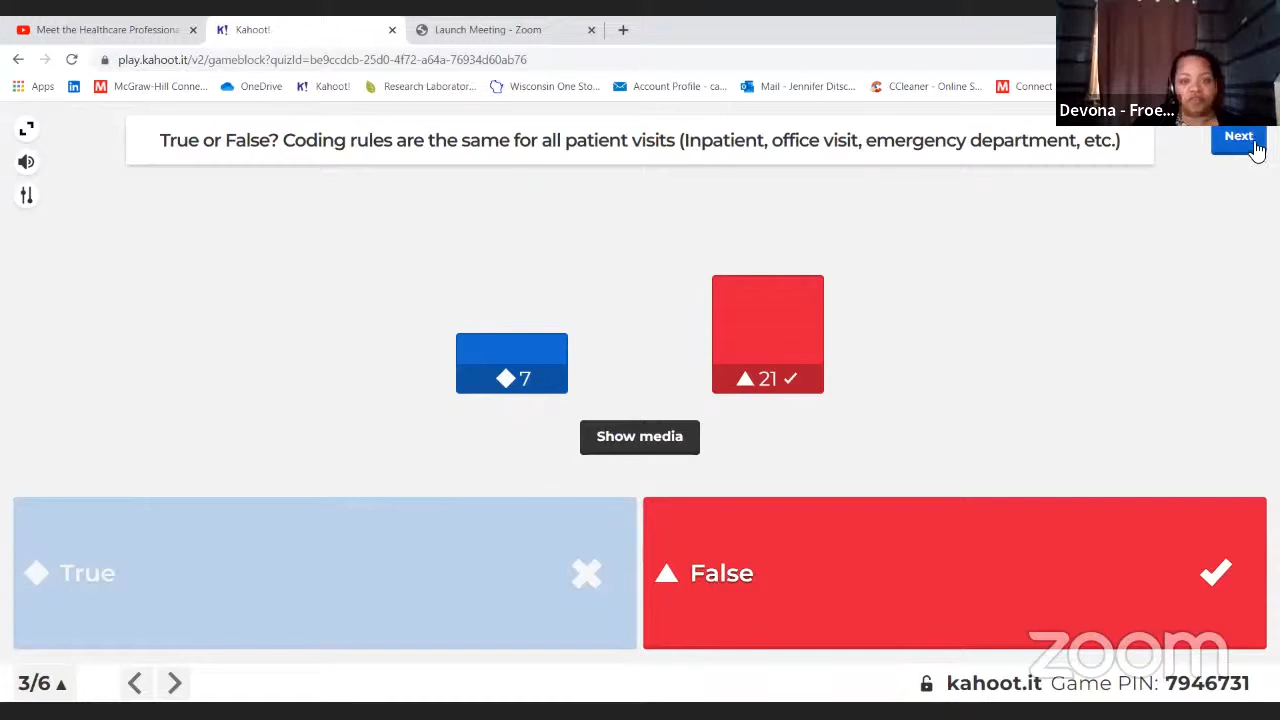 Meet the Healthcare Professiona
Kahoot!
Launch Meeting - Zoom
play.kahoot.it/v2/gameblock?quizId=be9ccdcb-25d0-4f72-a64a-76934d60ab76
Apps
McGraw-Hill Conne...
OneDrive
Kahoot!
Research Laborator...
Wisconsin One Sto...
Account Profile - ca...
Mail - Jennifer Ditsc...
CCleaner - Online S...
Connect
Devona - Froe...
True or False? Coding rules are the same for all patient visits (Inpatient, office visit, emergency department, etc.)
Next
7
21
Show media
True
False
zoom
3/6
kahoot.it Game PIN: 7946731